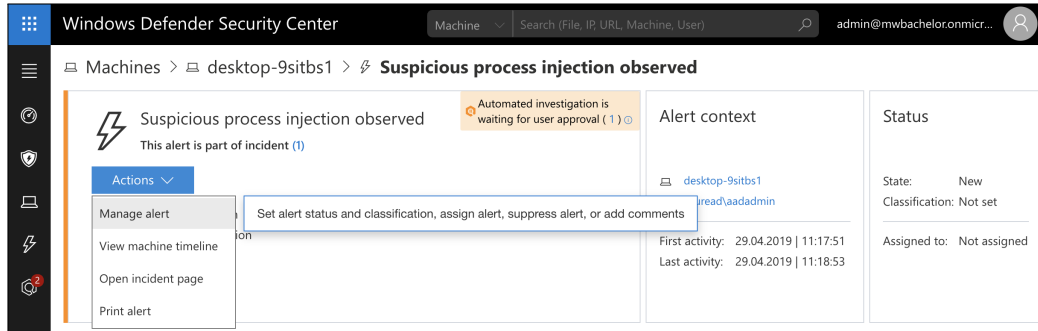 Windows Defender Security Center
Machine
Search (File, IP, URL, Machine, User)
admin@mwbachelor.onmicr...
Machines > desktop-9sitbs1 > Suspicious process injection observed
Suspicious process injection observed
This alert is part of incident (1)
Automated investigation is
waiting for user approval ( 1 )
Actions
Manage alert
View machine timeline
Open incident page
Print alert
Set alert status and classification, assign alert, suppress alert, or add comments
ion
Alert context
desktop-9sitbs1
uread\aadadmin
First activity: 29.04.2019 | 11:17:51
Last activity: 29.04.2019 | 11:18:53
Status
State: New
Classification: Not set
Assigned to: Not assigned
2